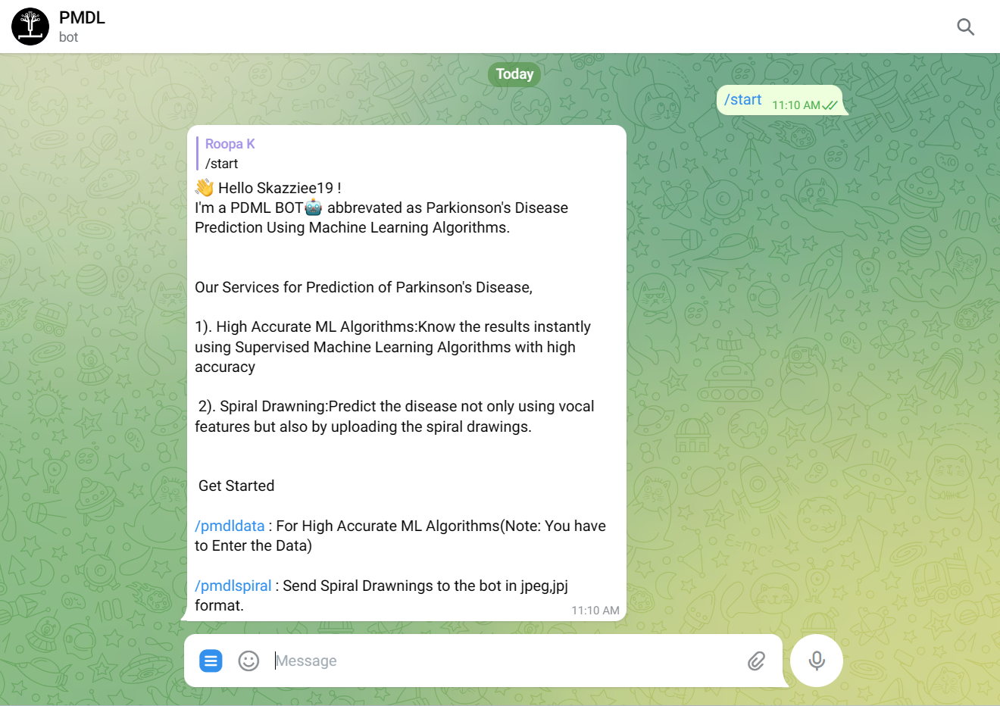 PMDL
bot
Today
/start 11:10 AM
Roopa K
/start
👋 Hello Skazziee19 !
I'm a PDML BOT🤖 abbrevated as Parkionson's Disease
Prediction Using Machine Learning Algorithms.
Our Services for Prediction of Parkinson's Disease,
1). High Accurate ML Algorithms:Know the results instantly
using Supervised Machine Learning Algorithms with high
accuracy
2). Spiral Drawning:Predict the disease not only using vocal
features but also by uploading the spiral drawings.
Get Started
/pmdldata : For High Accurate ML Algorithms(Note: You have
to Enter the Data)
/pmdlspiral : Send Spiral Drawnings to the bot in jpeg,jpj
format.
11:10 AM
Message